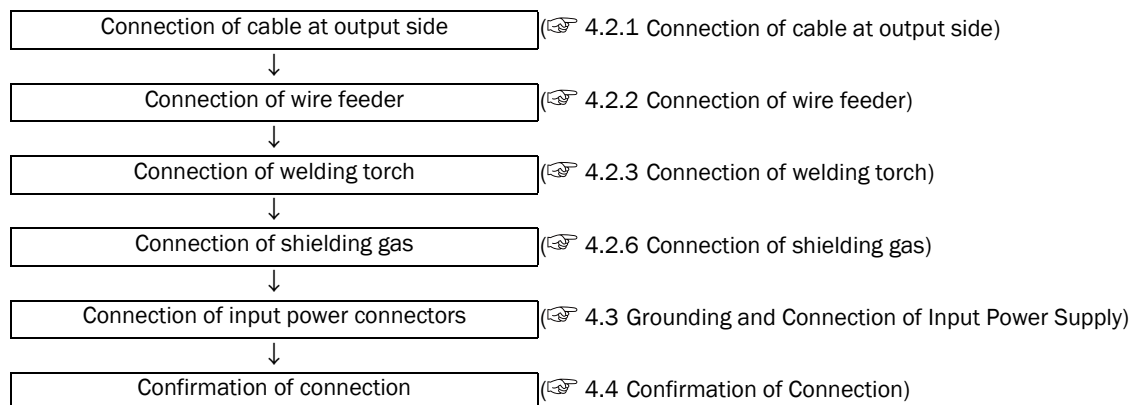 Connection of cable at output side (☞ 4.2.1 Connection of cable at output side)
↓
Connection of wire feeder (☞ 4.2.2 Connection of wire feeder)
↓
Connection of welding torch (☞ 4.2.3 Connection of welding torch)
↓
Connection of shielding gas (☞ 4.2.6 Connection of shielding gas)
↓
Connection of input power connectors (☞ 4.3 Grounding and Connection of Input Power Supply)
↓
Confirmation of connection (☞ 4.4 Confirmation of Connection)